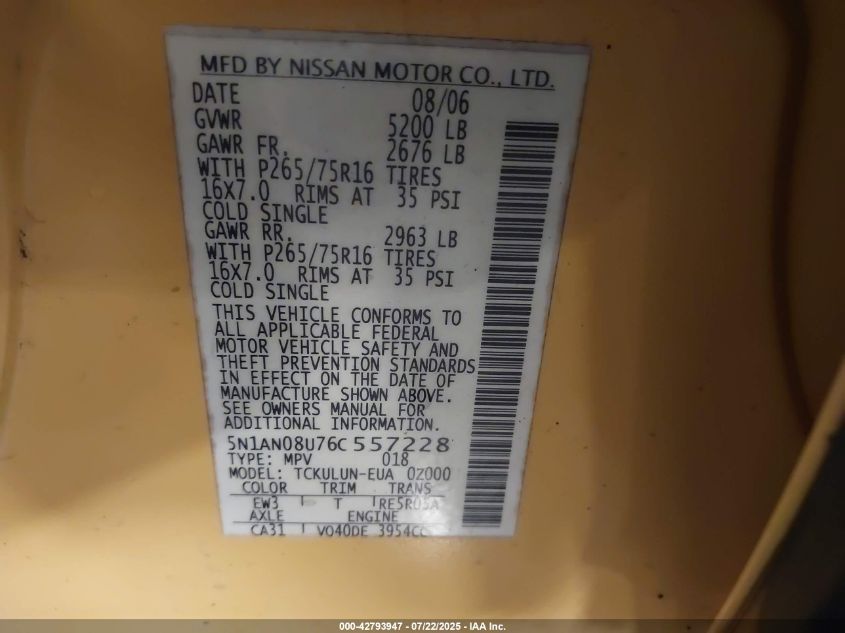 MFD BY NISSAN MOTOR CO., LTD.
DATE 08/06
GVWR 5200 LB
GAWR FR. 2676 LB
WITH P265/75R16 TIRES
16X7.0 RIMS AT 35 PSI
COLD SINGLE
GAWR RR. 2963 LB
WITH P265/75R16 TIRES
16X7.0 RIMS AT 35 PSI
COLD SINGLE
THIS VEHICLE CONFORMS TO
ALL APPLICABLE FEDERAL
MOTOR VEHICLE SAFETY AND
THEFT PREVENTION STANDARDS
IN EFFECT ON THE DATE OF
MANUFACTURE SHOWN ABOVE.
SEE OWNERS MANUAL FOR
ADDITIONAL INFORMATION.
5N1AN08U76C557228
TYPE: MPV 018
MODEL: TCKULUN-EUA 0Z000
COLOR TRIM TRANS
EW3 T RE5R05A
AXLE ENGINE
CA31 VQ40DE 3954CC
000-42793947 - 07/22/2025 - IAA Inc.